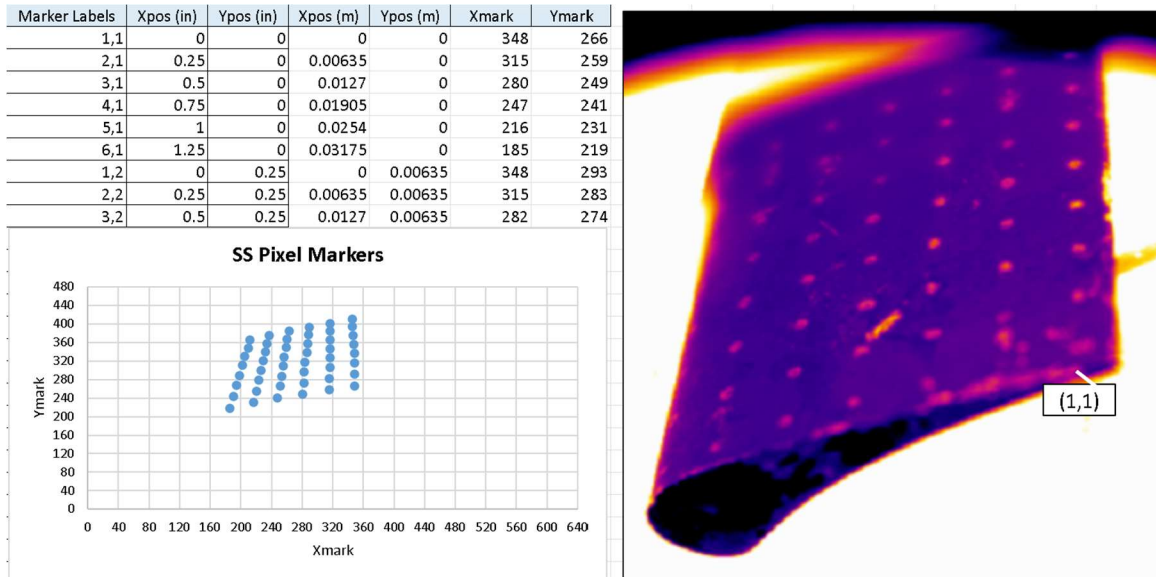 Marker Labels Xpos (in) Ypos (in) Xpos (m) Ypos (m) Xmark Ymark
1,1 0 0 0 0 348 266
2,1 0.25 0 0.00635 0 315 259
3,1 0.5 0 0.0127 0 280 249
4,1 0.75 0 0.01905 0 247 241
5,1 1 0 0.0254 0 216 231
6,1 1.25 0 0.03175 0 185 219
1,2 0 0.25 0 0.00635 348 293
2,2 0.25 0.25 0.00635 0.00635 315 283
3,2 0.5 0.25 0.0127 0.00635 282 274
SS Pixel Markers
480
440
400
360
320
280
240
200
160
120
80
40
0
Ymark
0 40 80 120 160 200 240 280 320 360 400 440 480 520 560 600 640
Xmark
(1,1)